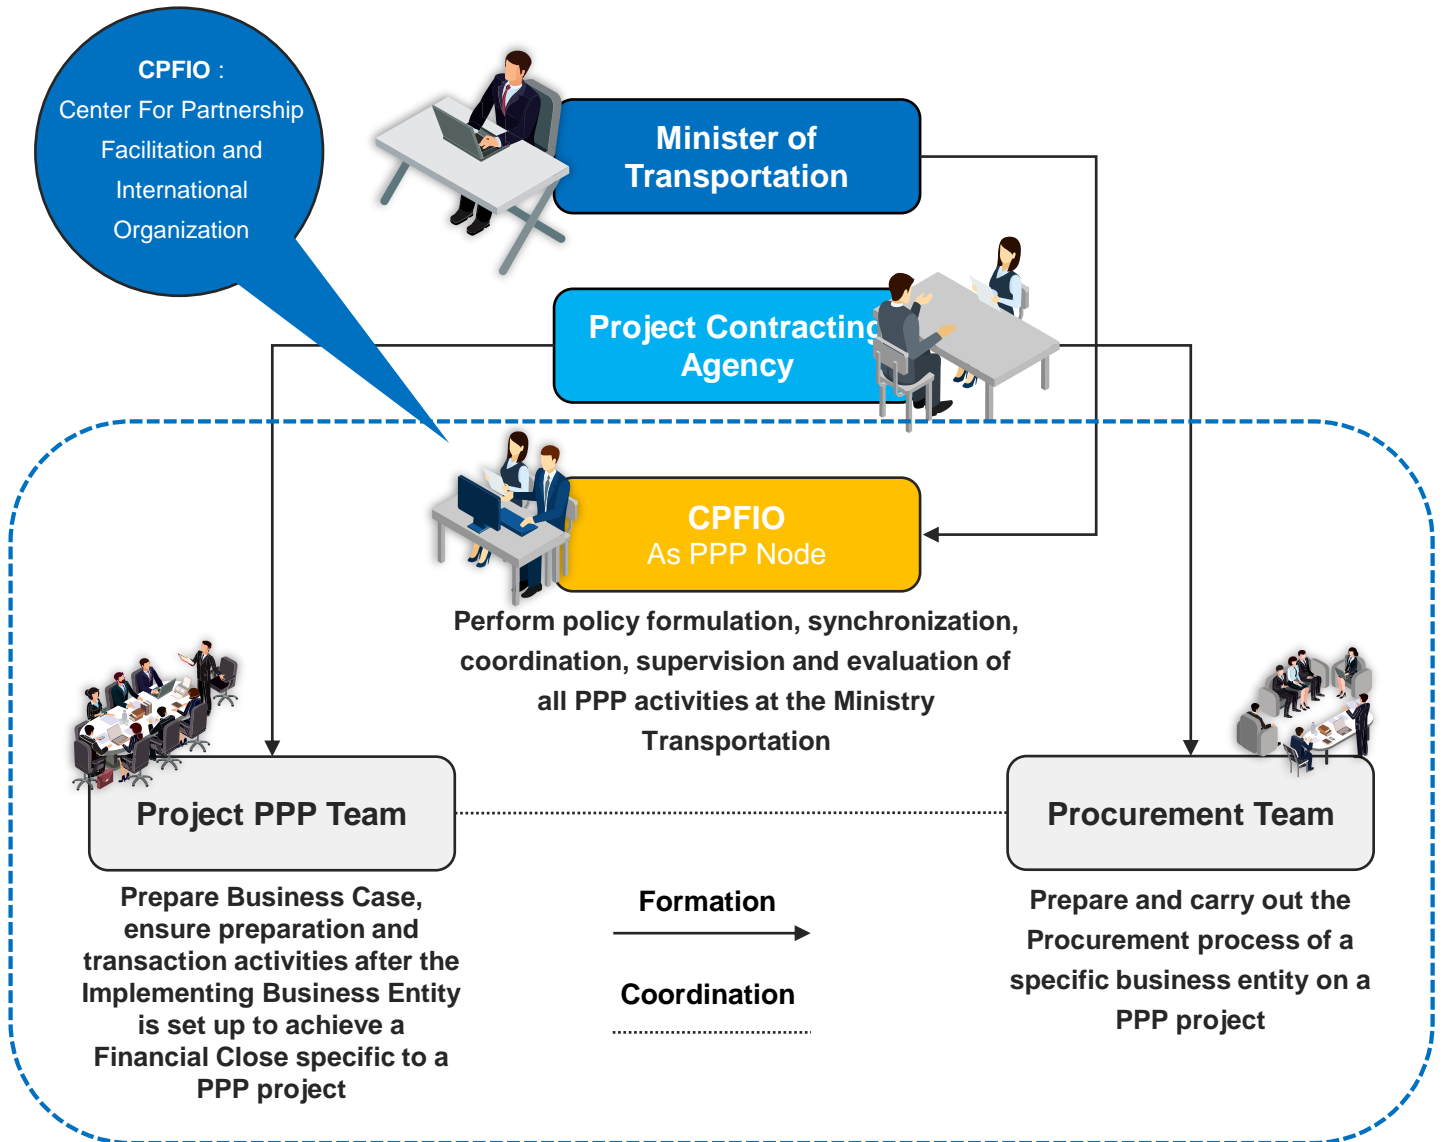 CPFIO :
Center For Partnership
Facilitation and
International
Organization
Minister of
Transportation
Project Contracting
Agency
CPFIO
As PPP Node
Perform policy formulation, synchronization,
coordination, supervision and evaluation of
all PPP activities at the Ministry
Transportation
Project PPP Team
Procurement Team
Prepare Business Case,
ensure preparation and
transaction activities after the
Implementing Business Entity
is set up to achieve a
Financial Close specific to a
PPP project
Formation
Coordination
Prepare and carry out the
Procurement process of a
specific business entity on a
PPP project